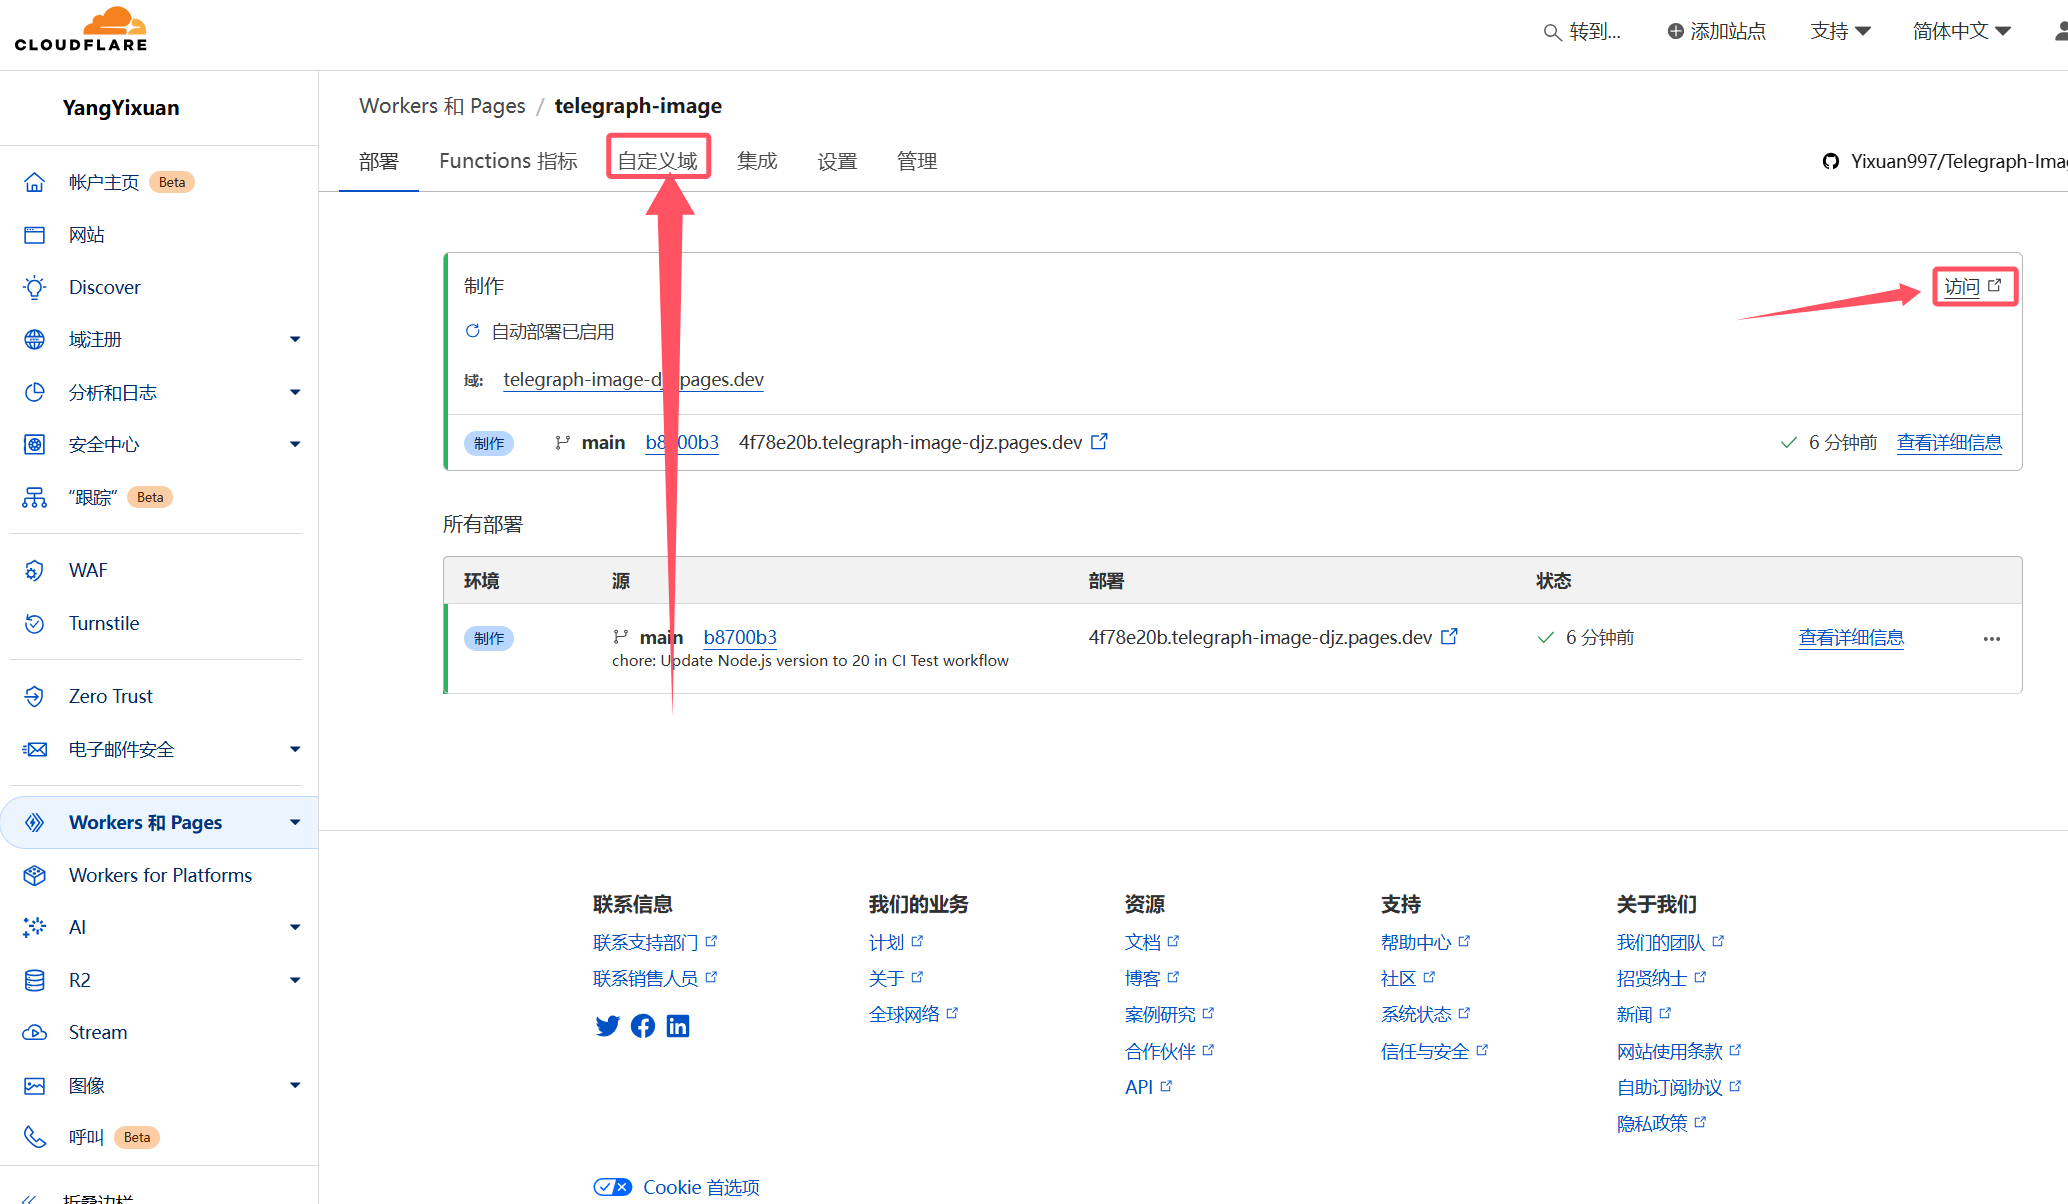 CLOUDFLARE
转到...
添加站点
支持
简体中文
YangYixuan
帐户主页 Beta
网站
Discover
域注册
分析和日志
安全中心
“跟踪” Beta
WAF
Turnstile
Zero Trust
电子邮件安全
Workers 和 Pages
Workers for Platforms
AI
R2
Stream
图像
呼叫 Beta
折叠边栏
Workers 和 Pages / telegraph-image
部署 Functions 指标 自定义域 集成 设置 管理
Yixuan997/Telegraph-Imag
制作
访问
自动部署已启用
域: telegraph-image-djz.pages.dev
制作 main b8700b3 4f78e20b.telegraph-image-djz.pages.dev 6 分钟前 查看详细信息
所有部署
环境 源 部署 状态
制作 main b8700b3 4f78e20b.telegraph-image-djz.pages.dev 6 分钟前 查看详细信息 ...
chore: Update Node.js version to 20 in CI Test workflow
联系信息
联系支持部门
联系销售人员
我们的业务
计划
关于
全球网络
资源
文档
博客
案例研究
合作伙伴
API
支持
帮助中心
社区
系统状态
信任与安全
关于我们
我们的团队
招贤纳士
新闻
网站使用条款
自助订阅协议
隐私政策
Cookie 首选项